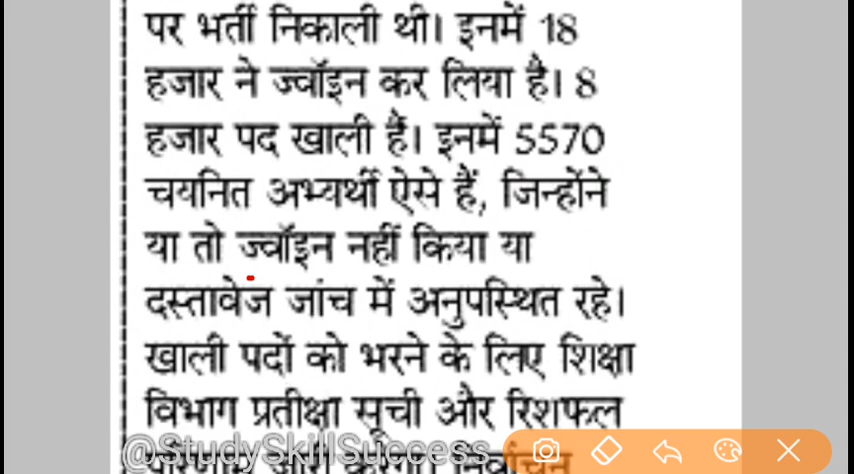 पर भर्ती निकाली थी। इनमें 18
हजार ने ज्वॉइन कर लिया है। 8
हजार पद खाली हैं। इनमें 5570
चयनित अभ्यर्थी ऐसे हैं, जिन्होंने
या तो ज्वॉइन नहीं किया या
दस्तावेज जांच में अनुपस्थित रहे।
खाली पदों को भरने के लिए शिक्षा
विभाग प्रतीक्षा सूची और रिशफल
@StudySkillSuccess